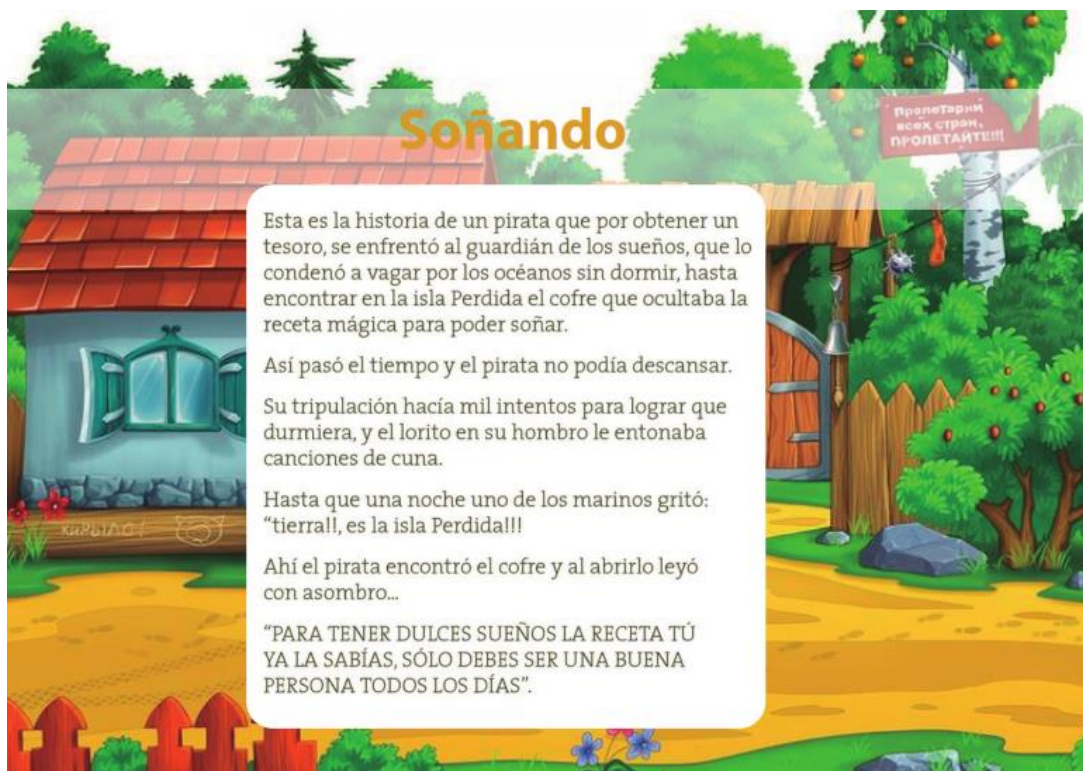 Soñando
Пролетарии
всех стран,
ПРОЛЕТАЙТЕ!!!
Esta es la historia de un pirata que por obtener un
tesoro, se enfrentó al guardián de los sueños, que lo
condenó a vagar por los océanos sin dormir, hasta
encontrar en la isla Perdida el cofre que ocultaba la
receta mágica para poder soñar.
Así pasó el tiempo y el pirata no podía descansar.
Su tripulación hacía mil intentos para lograr que
durmiera, y el lorito en su hombro le entonaba
canciones de cuna.
Hasta que una noche uno de los marinos gritó:
“tierra!!, es la isla Perdida!!!
Ahí el pirata encontró el cofre y al abrirlo leyó
con asombro...
“PARA TENER DULCES SUEÑOS LA RECETA TÚ
YA LA SABÍAS, SÓLO DEBES SER UNA BUENA
PERSONA TODOS LOS DÍAS”.